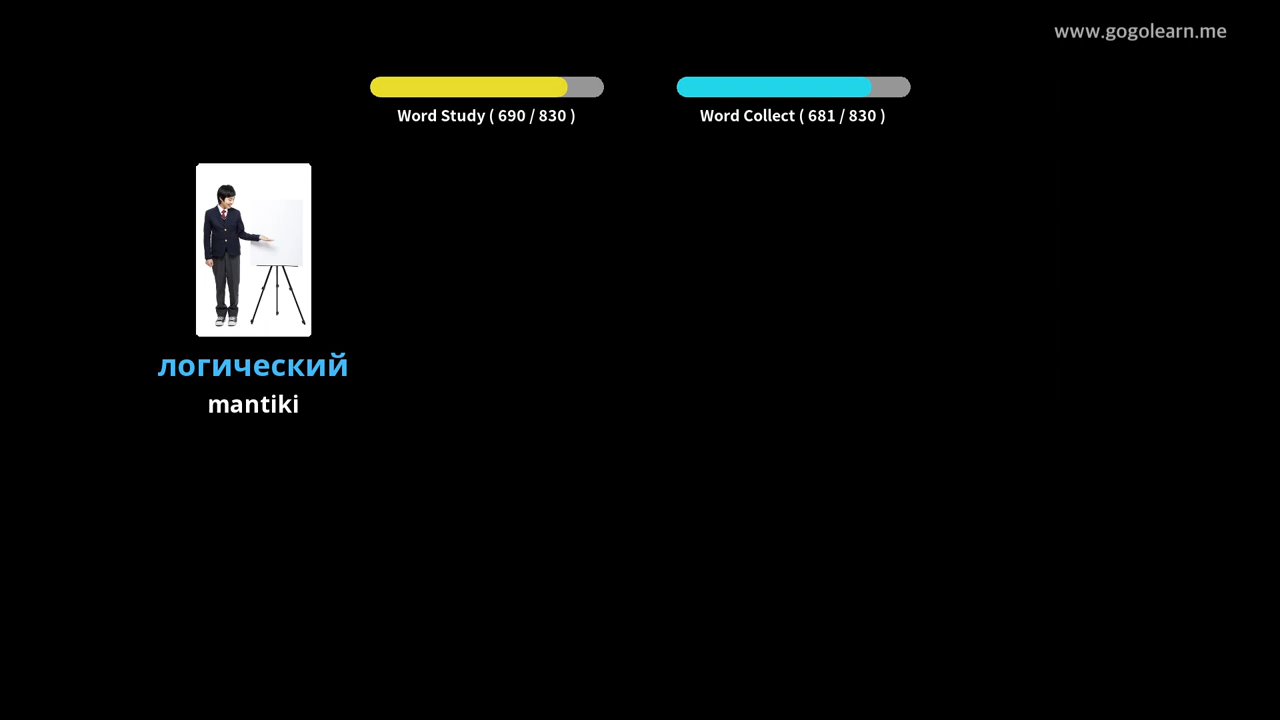 www.gogolearn.me
Word Study ( 690 / 830 )
Word Collect ( 681 / 830 )
логический
mantiki